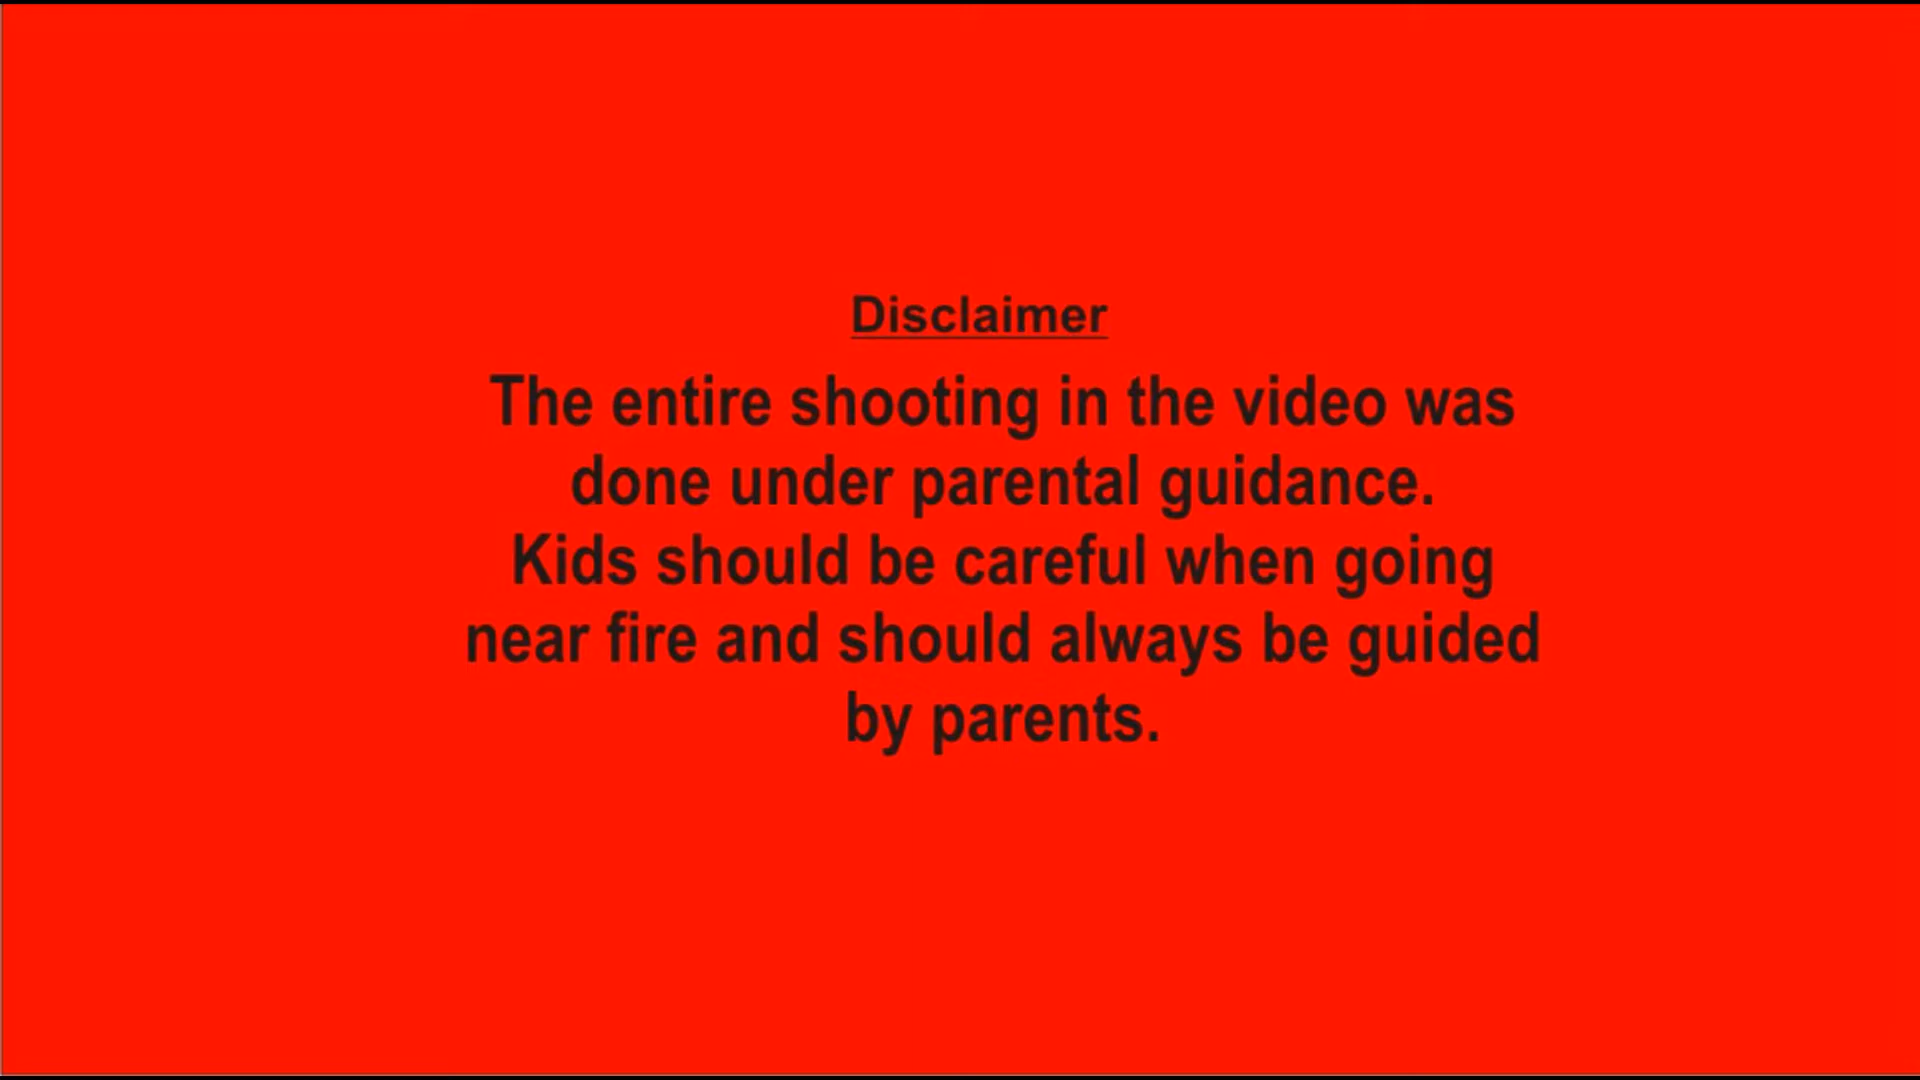 Disclaimer
The entire shooting in the video was
done under parental guidance.
Kids should be careful when going
near fire and should always be guided
by parents.